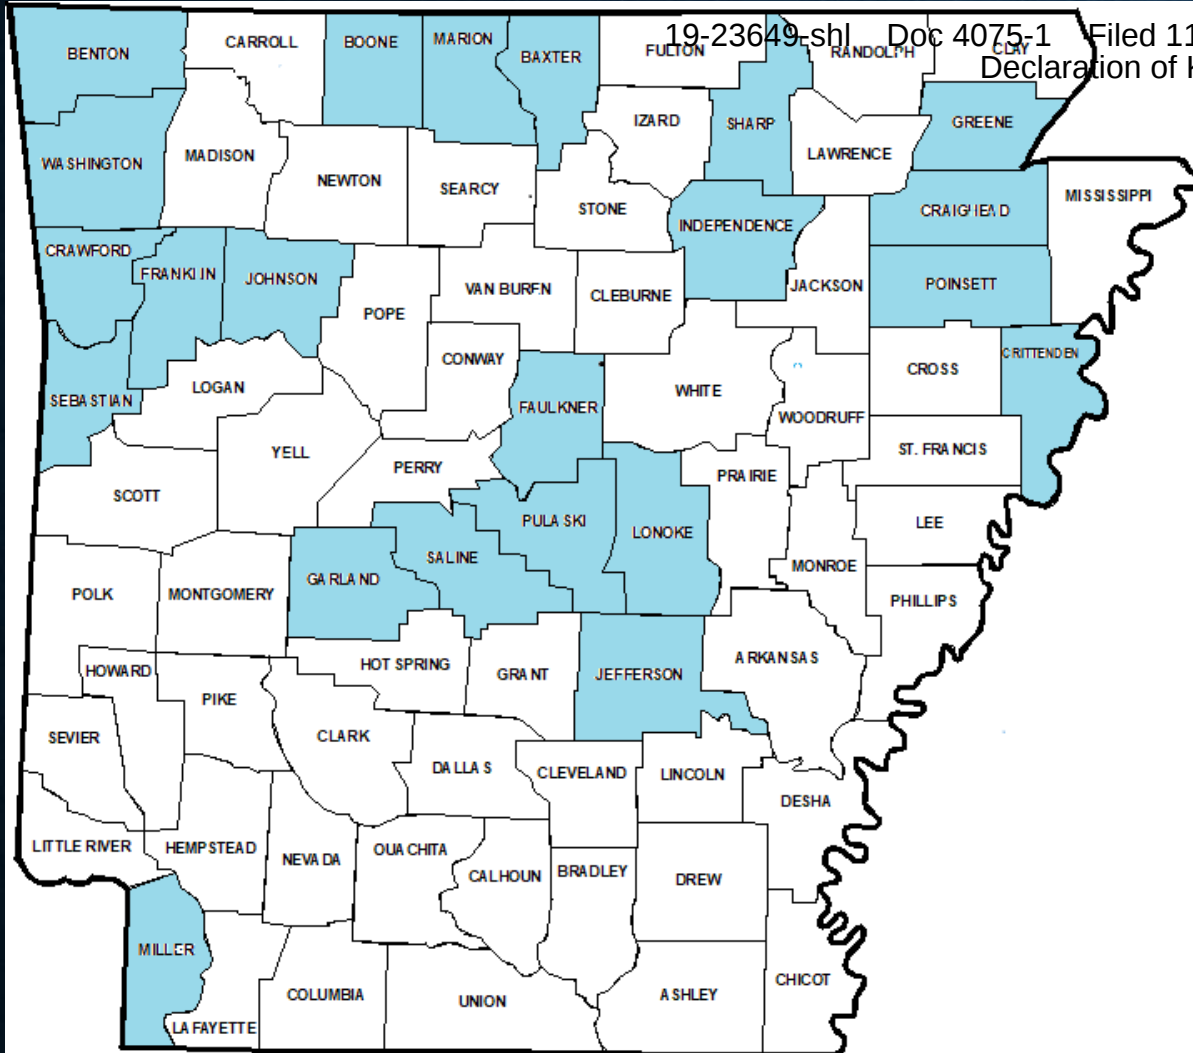 19-23649-shl Doc 4075-1 Filed 11
Declaration of
BENTON
CARROLL
BOONE
MARION
BAXTER
FULTON
RANDOLPH
CLAY
WASHINGTON
MADISON
NEWTON
SEARCY
STONE
IZARD
SHARP
LAWRENCE
GREENE
CRAIGHEAD
MISSISSIPPI
CRAWFORD
FRANKLIN
JOHNSON
POPE
VAN BUREN
CLEBURNE
INDEPENDENCE
JACKSON
POINSETT
SEBASTIAN
LOGAN
CONWAY
FAULKNER
WHITE
WOODRUFF
CROSS
CRITTENDEN
SCOTT
YELL
PERRY
PULASKI
LONOKE
PRAIRIE
ST. FRANCIS
LEE
POLK
MONTGOMERY
GARLAND
SALINE
MONROE
PHILLIPS
HOWARD
PIKE
HOT SPRING
GRANT
JEFFERSON
ARKANSAS
SEVIER
CLARK
DALLAS
CLEVELAND
LINCOLN
DESHA
LITTLE RIVER
HEMPSTEAD
NEVADA
OUACHITA
CALHOUN
BRADLEY
DREW
MILLER
LAFAYETTE
COLUMBIA
UNION
ASHLEY
CHICOT